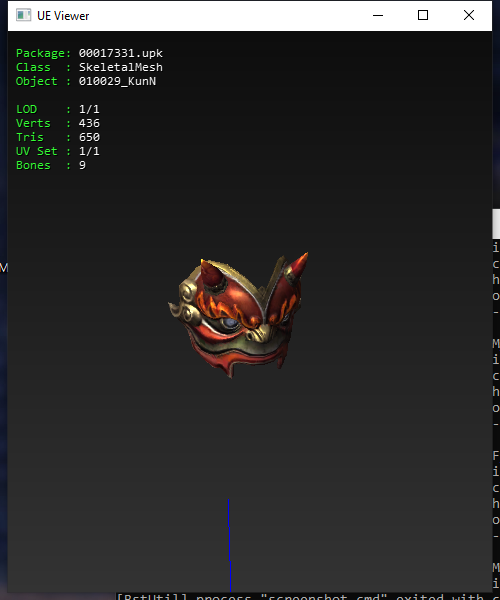 UE Viewer
Package: 00017331.upk
Class  : SkeletalMesh
Object : 010029_KunN
LOD    : 1/1
Verts  : 436
Tris   : 650
UV Set : 1/1
Bones  : 9
M
i
c
h
o
-
M
i
c
h
o
-
F
i
c
h
o
-
M
i
[BstUtil] process "screenshot.cmd" exited with c